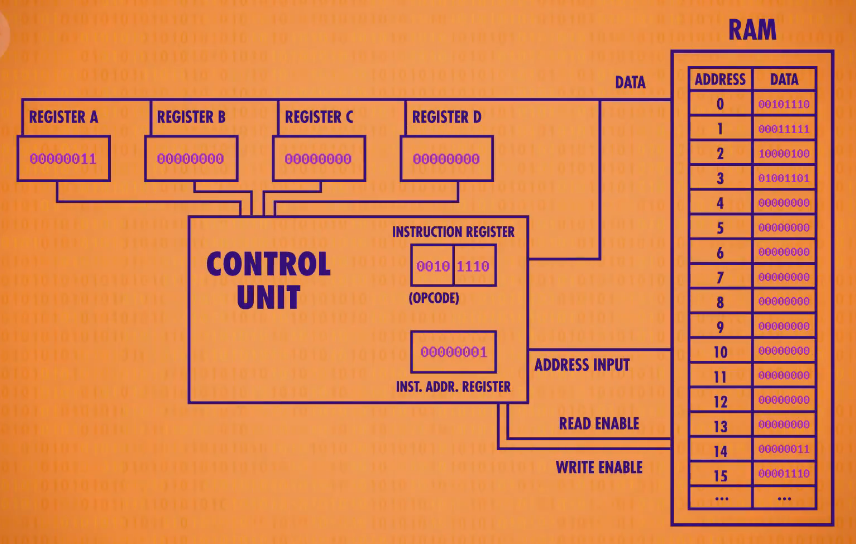 RAM
DATA
REGISTER A REGISTER B REGISTER C REGISTER D
00000011 00000000 00000000 00000000
CONTROL
UNIT
INSTRUCTION REGISTER
0010 1110
(OPCODE)
00000001
INST. ADDR. REGISTER
ADDRESS INPUT
READ ENABLE
WRITE ENABLE
ADDRESS DATA
0 00101110
1 00011111
2 10000100
3 01001101
4 00000000
5 00000000
6 00000000
7 00000000
8 00000000
9 00000000
10 00000000
11 00000000
12 00000000
13 00000000
14 00000011
15 00001110
... ...